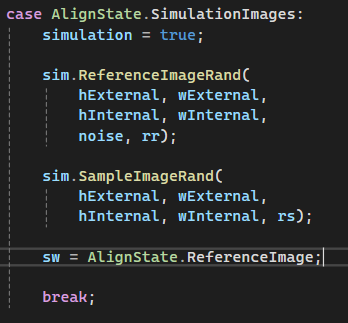 case AlignState.SimulationImages:
simulation = true;
sim.ReferenceImageRand(
hExternal, wExternal,
hInternal, wInternal,
noise, rr);
sim.SampleImageRand(
hExternal, wExternal,
hInternal, wInternal, rs);
sw = AlignState.ReferenceImage;
break;